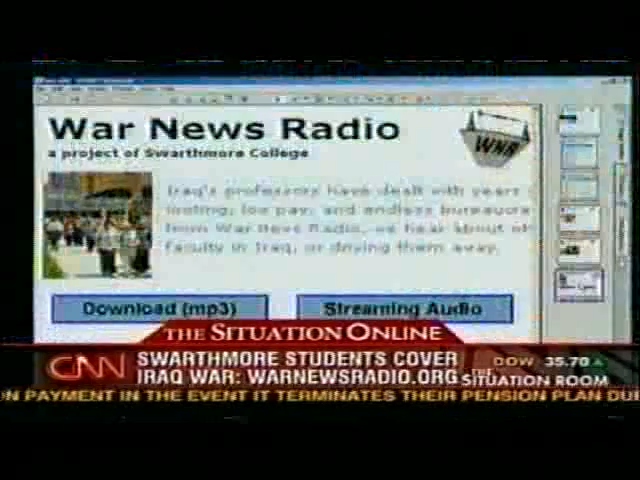 War News Radio
a project of Swarthmore College
WNR
Iraq's professors have dealt with years
looting, low pay, and endless bureaucra
from War News Radio, we hear about
faculty in Iraq, or driving them away.
Download (mp3)
Streaming Audio
THE SITUATION ONLINE
CNN
SWARTHMORE STUDENTS COVER
IRAQ WAR: WARNEWSRADIO.ORG
DOW 35.70
THE SITUATION ROOM
ON PAYMENT IN THE EVENT IT TERMINATES THEIR PENSION PLAN DUE